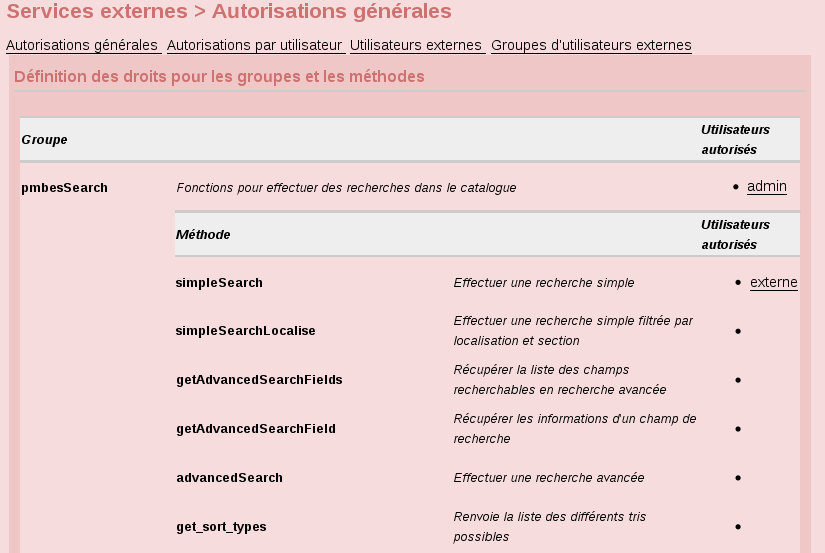 Services externes > Autorisations générales
Autorisations générales Autorisations par utilisateur Utilisateurs externes Groupes d'utilisateurs externes
Définition des droits pour les groupes et les méthodes
Groupe
Utilisateurs
autorisés
pmbesSearch
Fonctions pour effectuer des recherches dans le catalogue
• admin
Méthode
Utilisateurs
autorisés
simpleSearch
Effectuer une recherche simple
• externe
simpleSearchLocalise
Effectuer une recherche simple filtrée par
localisation et section
•
getAdvancedSearchFields
Récupérer la liste des champs
recherchables en recherche avancée
•
getAdvancedSearchField
Récupérer les informations d'un champ de
recherche
•
advancedSearch
Effectuer une recherche avancée
•
get_sort_types
Renvoie la liste des différents tris
possibles
•